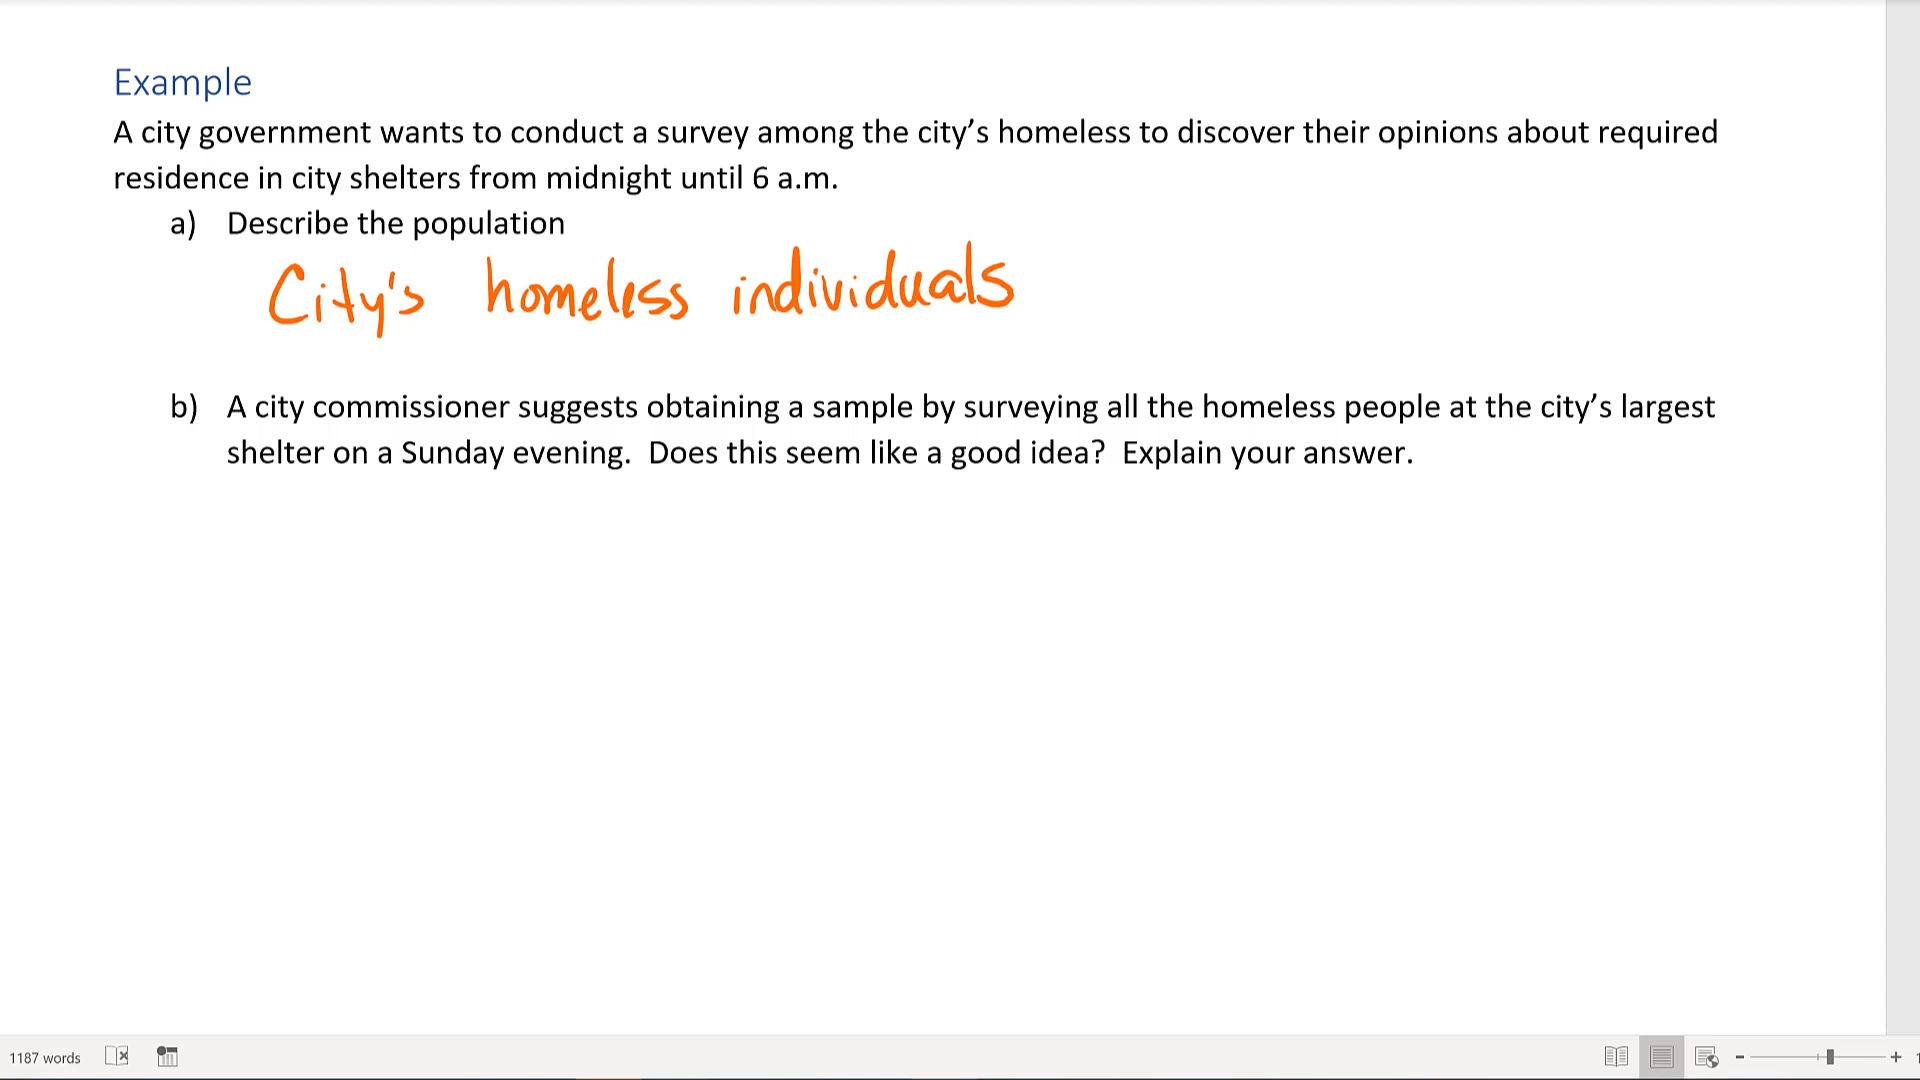 Example
A city government wants to conduct a survey among the city’s homeless to discover their opinions about required
residence in city shelters from midnight until 6 a.m.
a) Describe the population
City's homeless individuals
b) A city commissioner suggests obtaining a sample by surveying all the homeless people at the city’s largest
shelter on a Sunday evening. Does this seem like a good idea? Explain your answer.
1187 words